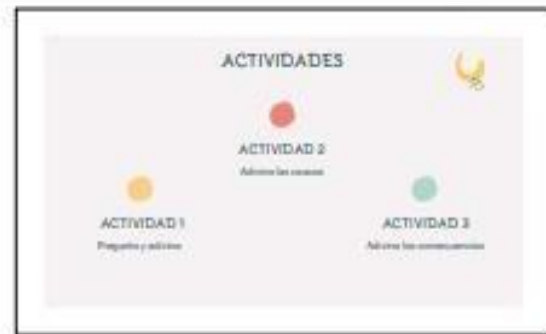 ACTIVIDADES
ACTIVIDAD 2
Adivina las causas
ACTIVIDAD 1
Pregunta y adivina
ACTIVIDAD 3
Adivina las consecuencias